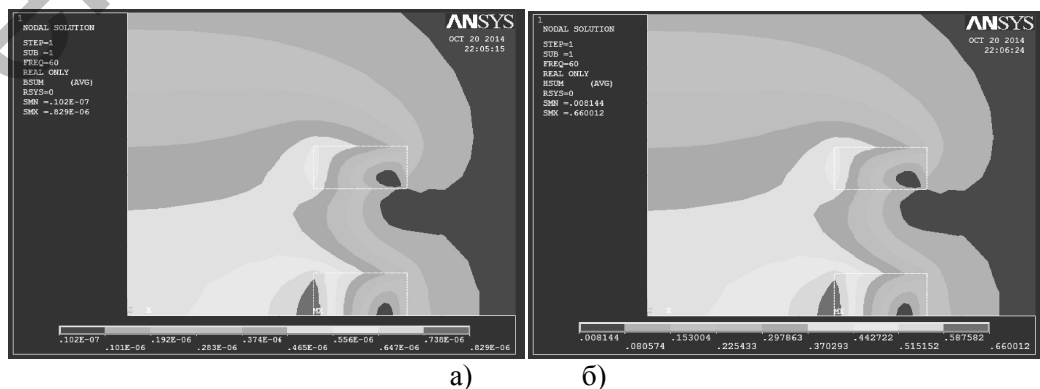 1
NODAL SOLUTION
STEP=1
SUB =1
FREQ=60
REAL ONLY
BSUM (AVG)
RSYS=0
SMN =.102E-07
SMX =.829E-06
ANSYS
OCT 20 2014
22:05:15
X
MX
.102E-07 .192E-06 .374E-06 .556E-06 .738E-06
.101E-06 .283E-06 .465E-06 .647E-06 .829E-06
1
NODAL SOLUTION
STEP=1
SUB =1
FREQ=60
REAL ONLY
HSUM (AVG)
RSYS=0
SMN =.008144
SMX =.660012
ANSYS
OCT 20 2014
22:06:24
X
MX
.008144 .153004 .297863 .442722 .587582
.080574 .225433 .370293 .515152 .660012
а) б)